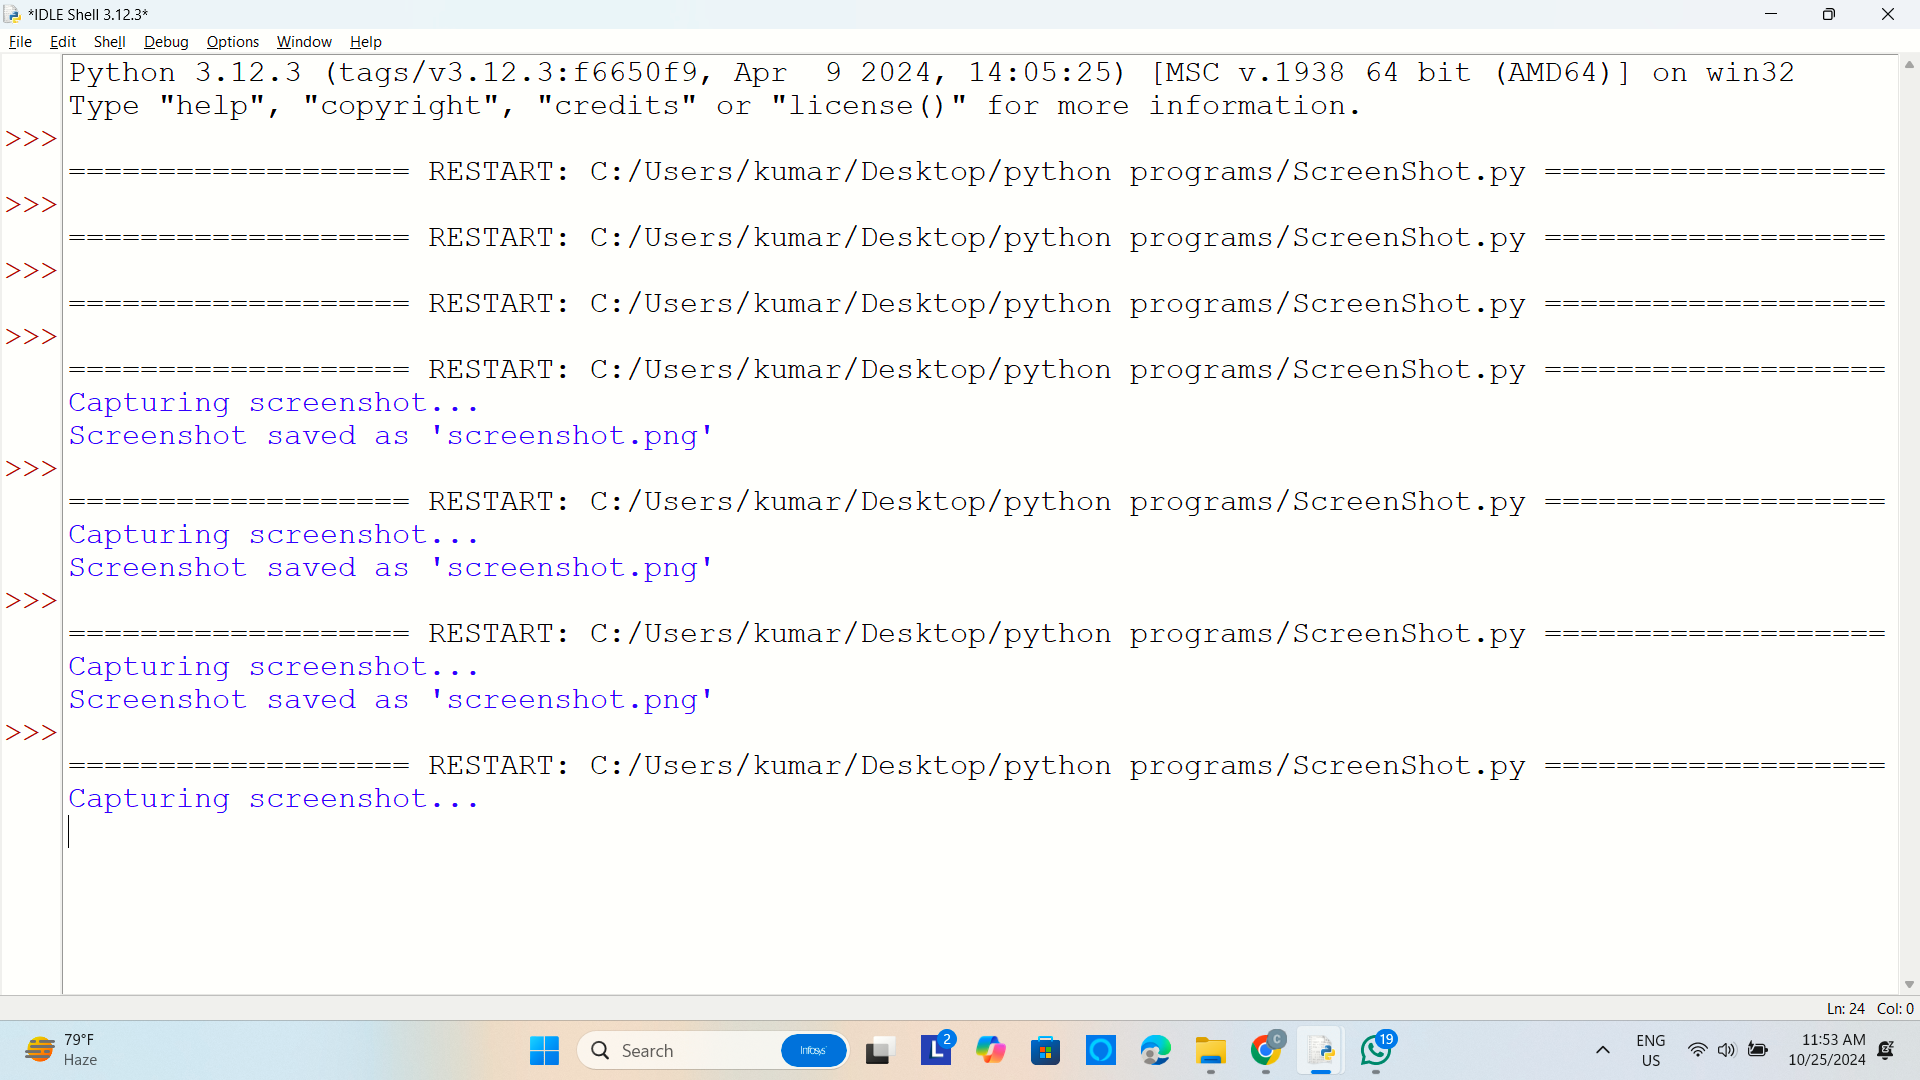 *IDLE Shell 3.12.3*
File Edit Shell Debug Options Window Help
Python 3.12.3 (tags/v3.12.3:f6650f9, Apr  9 2024, 14:05:25) [MSC v.1938 64 bit (AMD64)] on win32
Type "help", "copyright", "credits" or "license()" for more information.
>>>
=================== RESTART: C:/Users/kumar/Desktop/python programs/ScreenShot.py ===================
>>>
=================== RESTART: C:/Users/kumar/Desktop/python programs/ScreenShot.py ===================
>>>
=================== RESTART: C:/Users/kumar/Desktop/python programs/ScreenShot.py ===================
>>>
=================== RESTART: C:/Users/kumar/Desktop/python programs/ScreenShot.py ===================
Capturing screenshot...
Screenshot saved as 'screenshot.png'
>>>
=================== RESTART: C:/Users/kumar/Desktop/python programs/ScreenShot.py ===================
Capturing screenshot...
Screenshot saved as 'screenshot.png'
>>>
=================== RESTART: C:/Users/kumar/Desktop/python programs/ScreenShot.py ===================
Capturing screenshot...
Screenshot saved as 'screenshot.png'
>>>
=================== RESTART: C:/Users/kumar/Desktop/python programs/ScreenShot.py ===================
Capturing screenshot...
Ln: 24 Col: 0
79°F
Haze
Search
Infosys
L
2
C
19
ENG
US
11:53 AM
10/25/2024